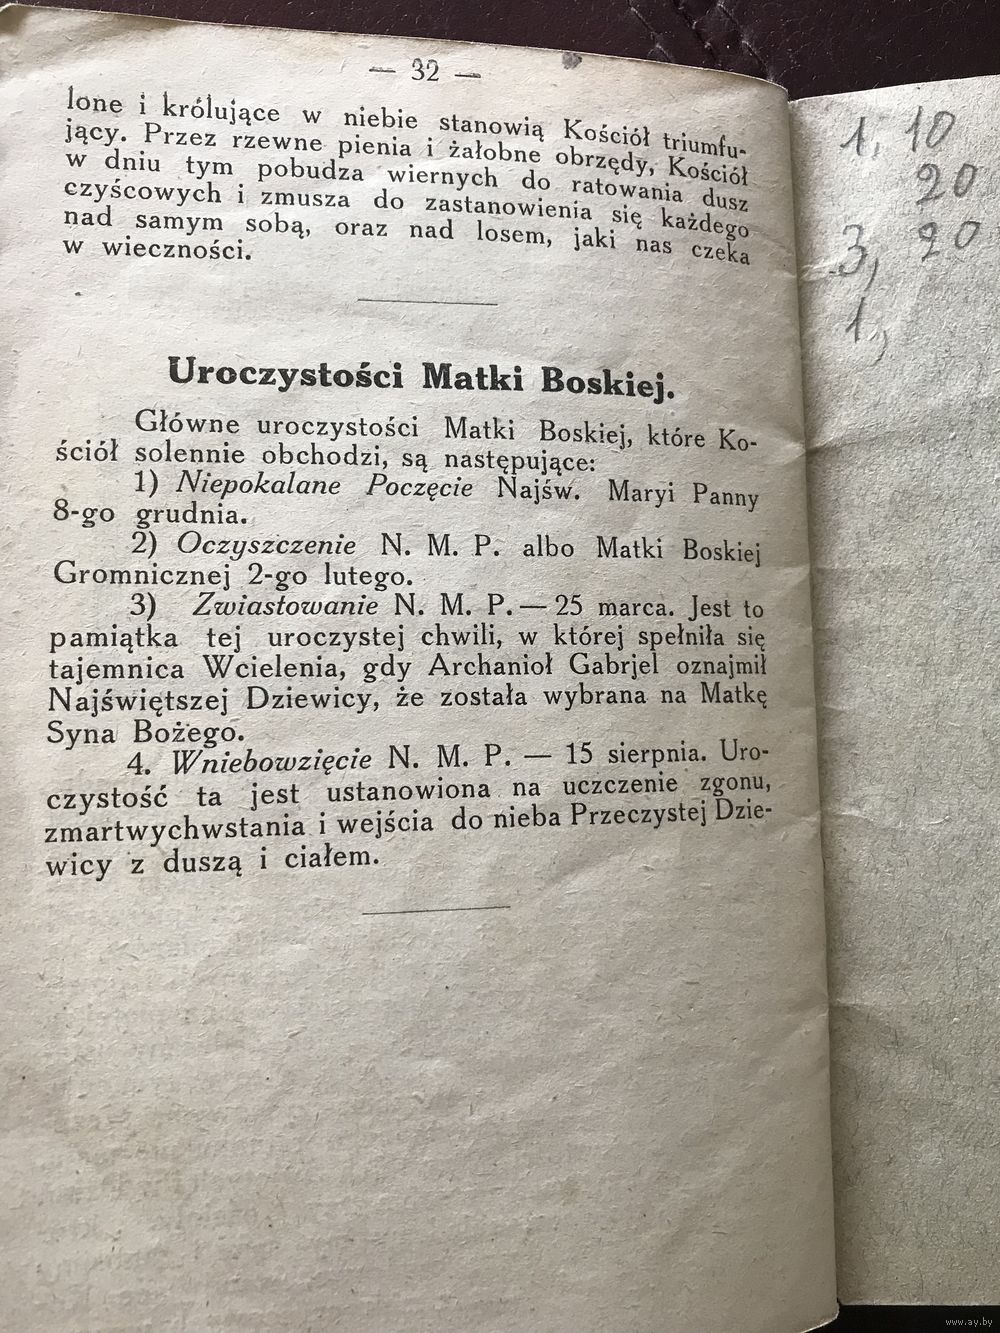 — 32 —
lone i królujące w niebie stanowią Kościół triumfu-
jący. Przez rzewne pienia i żałobne obrzędy, Kościół
w dniu tym pobudza wiernych do ratowania dusz
czyścowych i zmusza do zastanowienia się każdego
nad samym sobą, oraz nad losem, jaki nas czeka
w wieczności.
Uroczystości Matki Boskiej.
Główne uroczystości Matki Boskiej, które Ko-
ściół solennie obchodzi, są następujące:
1) Niepokalane Poczęcie Najśw. Maryi Panny
8-go grudnia.
2) Oczyszczenie N. M. P. albo Matki Boskiej
Gromnicznej 2-go lutego.
3) Zwiastowanie N. M. P. — 25 marca. Jest to
pamiątka tej uroczystej chwili, w której spełniła się
tajemnica Wcielenia, gdy Archanioł Gabrjel oznajmił
Najświętszej Dziewicy, że została wybrana na Matkę
Syna Bożego.
4. Wniebowzięcie N. M. P. — 15 sierpnia. Uro-
czystość ta jest ustanowiona na uczczenie zgonu,
zmartwychwstania i wejścia do nieba Przeczystej Dzie-
wicy z duszą i ciałem.
1, 10
20
3, 20
1,
www.ay.by